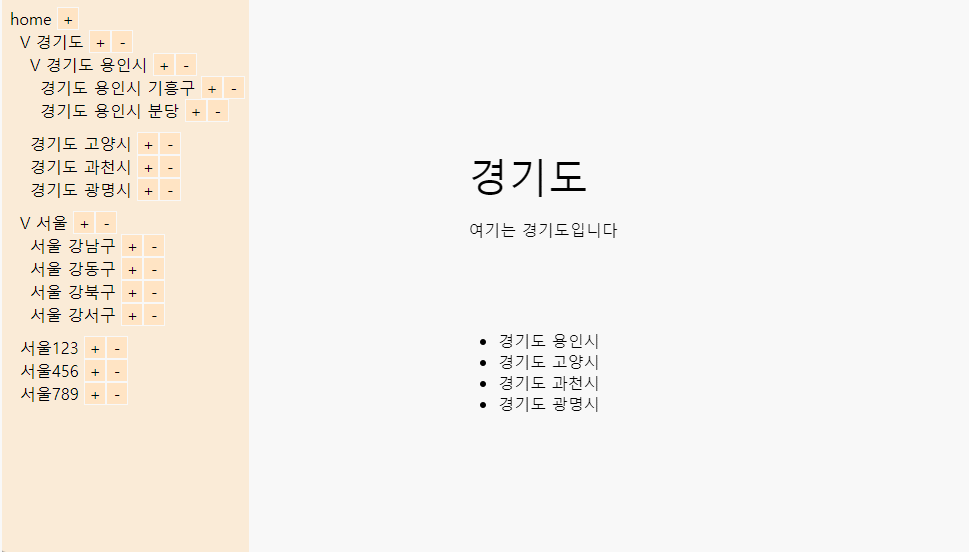 home +
V 경기도 + -
V 경기도 용인시 + -
경기도 용인시 기흥구 + -
경기도 용인시 분당 + -
경기도 고양시 + -
경기도 과천시 + -
경기도 광명시 + -
V 서울 + -
서울 강남구 + -
서울 강동구 + -
서울 강북구 + -
서울 강서구 + -
서울123 + -
서울456 + -
서울789 + -
경기도
여기는 경기도입니다
• 경기도 용인시
• 경기도 고양시
• 경기도 과천시
• 경기도 광명시